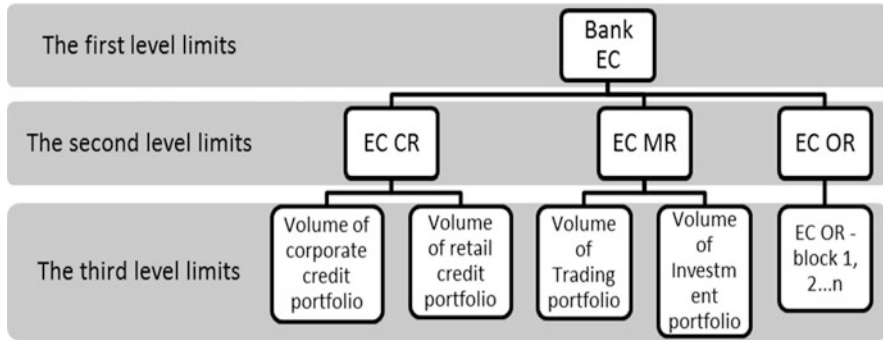 The first level limits
Bank
EC
The second level limits
EC CR
EC MR
EC OR
The third level limits
Volume of
corporate
credit
portfolio
Volume
of retail
credit
portfolio
Volume
of
Trading
portfolio
Volume
of
Investm
ent
portfolio
EC OR -
block 1,
2...n